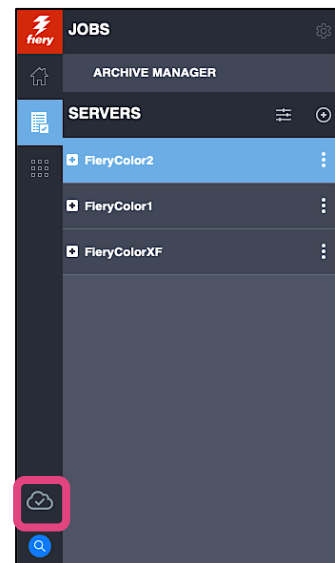 fiery
JOBS
ARCHIVE MANAGER
SERVERS
FieryColor2
FieryColor1
FieryColorXF